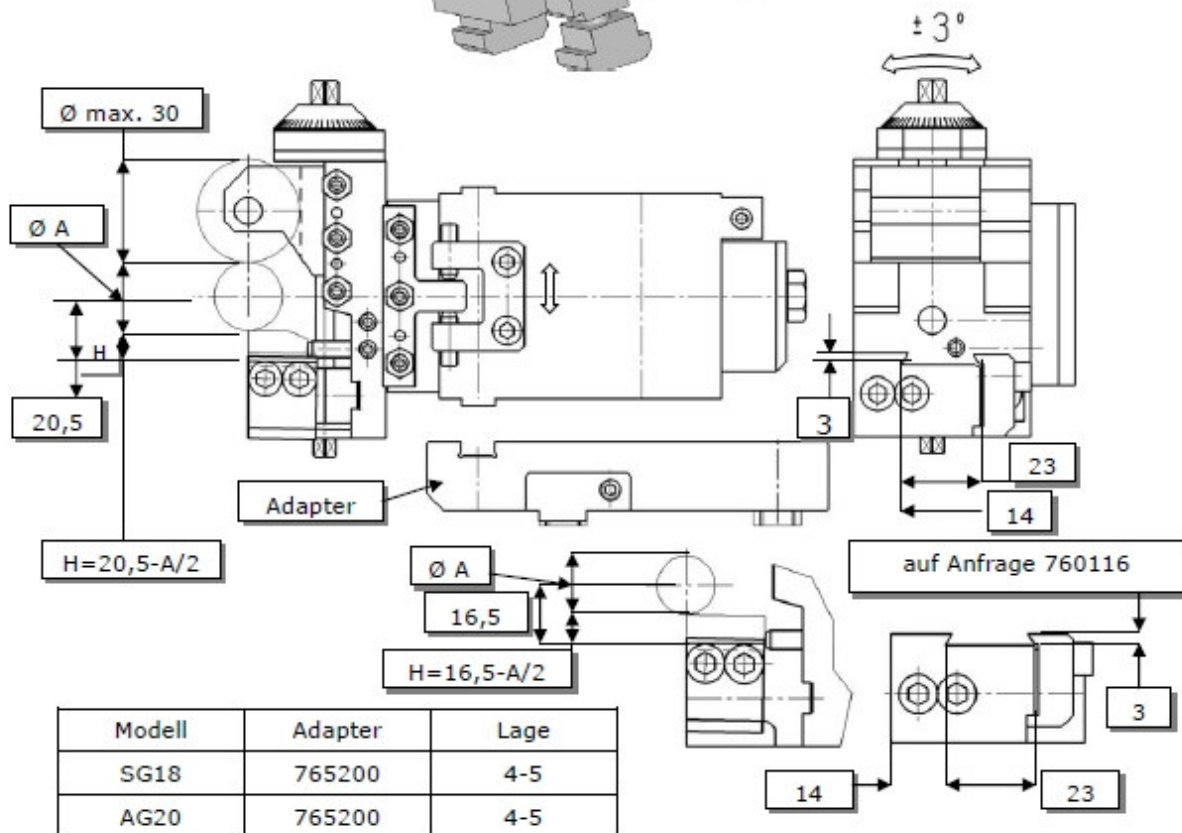 ± 3°
Ø max. 30
Ø A
H
20,5
3
23
14
Adapter
H=20,5-A/2
auf Anfrage 760116
Ø A
16,5
H=16,5-A/2
3
14
23
Modell Adapter Lage
SG18 765200 4-5
AG20 765200 4-5